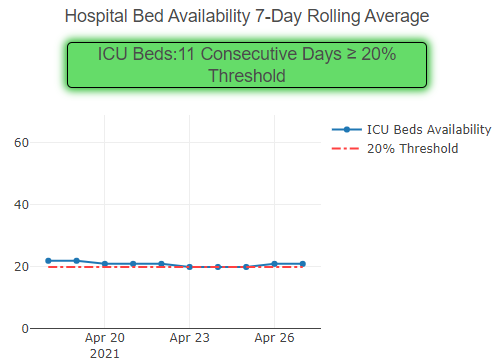 Hospital Bed Availability 7-Day Rolling Average
ICU Beds:11 Consecutive Days ≥ 20%
Threshold
ICU Beds Availability
20% Threshold
60
40
20
0
Apr 20
2021
Apr 23
Apr 26